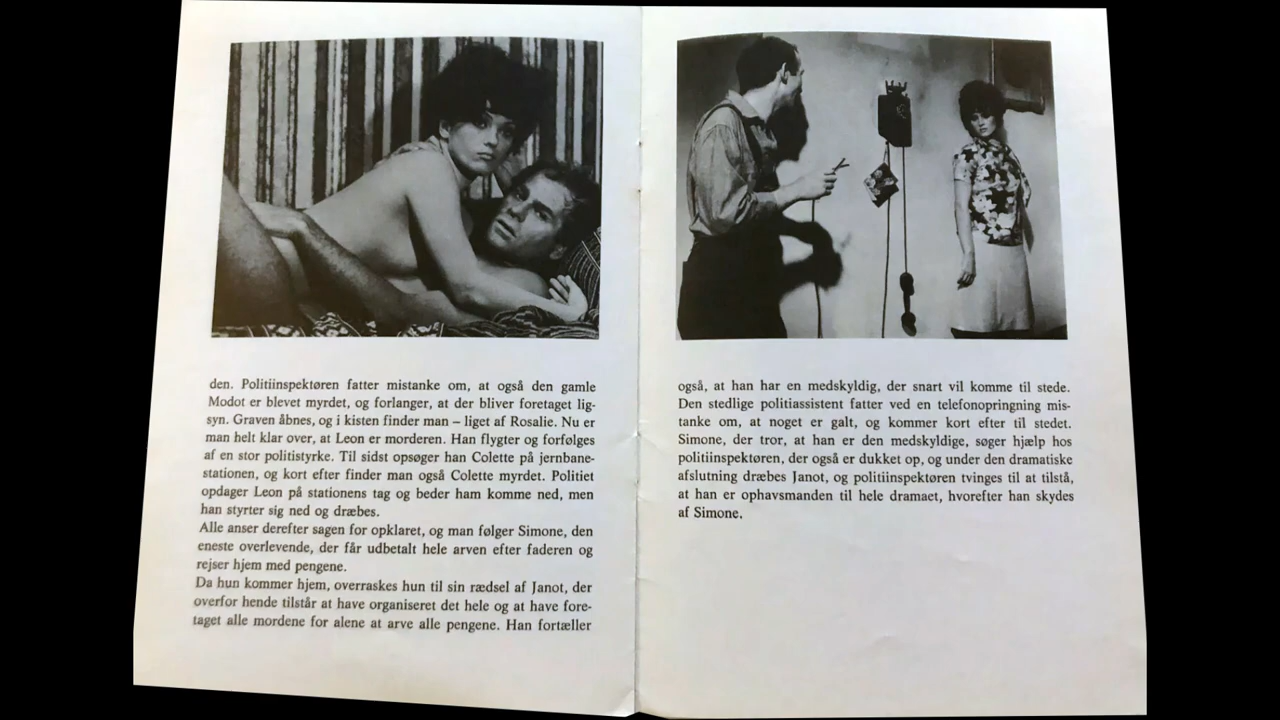 den. Politiinspektøren fatter mistanke om, at også den gamle
Modot er blevet myrdet, og forlanger, at der bliver foretaget lig-
syn. Graven åbnes, og i kisten finder man – liget af Rosalie. Nu er
man helt klar over, at Leon er morderen. Han flygter og forfølges
af en stor politistyrke. Til sidst opsøger han Colette på jernbane-
stationen, og kort efter finder man også Colette myrdet. Politiet
opdager Leon på stationens tag og beder ham komme ned, men
han styrter sig ned og dræbes.
Alle anser derefter sagen for opklaret, og man følger Simone, den
eneste overlevende, der får udbetalt hele arven efter faderen og
rejser hjem med pengene.
Da hun kommer hjem, overraskes hun til sin rædsel af Janot, der
overfor hende tilstår at have organiseret det hele og at have fore-
taget alle mordene for alene at arve alle pengene. Han fortæller
også, at han har en medskyldig, der snart vil komme til stede.
Den stedlige politiassistent fatter ved en telefonopringning mis-
tanke om, at noget er galt, og kommer kort efter til stedet.
Simone, der tror, at han er den medskyldige, søger hjælp hos
politiinspektøren, der også er dukket op, og under den dramatiske
afslutning dræbes Janot, og politiinspektøren tvinges til at tilstå,
at han er ophavsmanden til hele dramaet, hvorefter han skydes
af Simone.